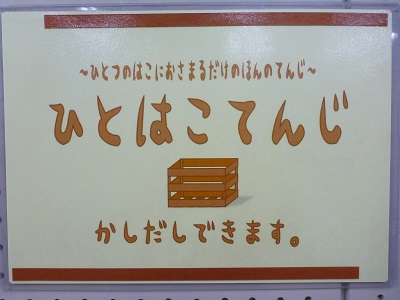 ～ひとつのはこにおさまるだけのほんのてんじ～
ひとはこてんじ
かしだしできます。